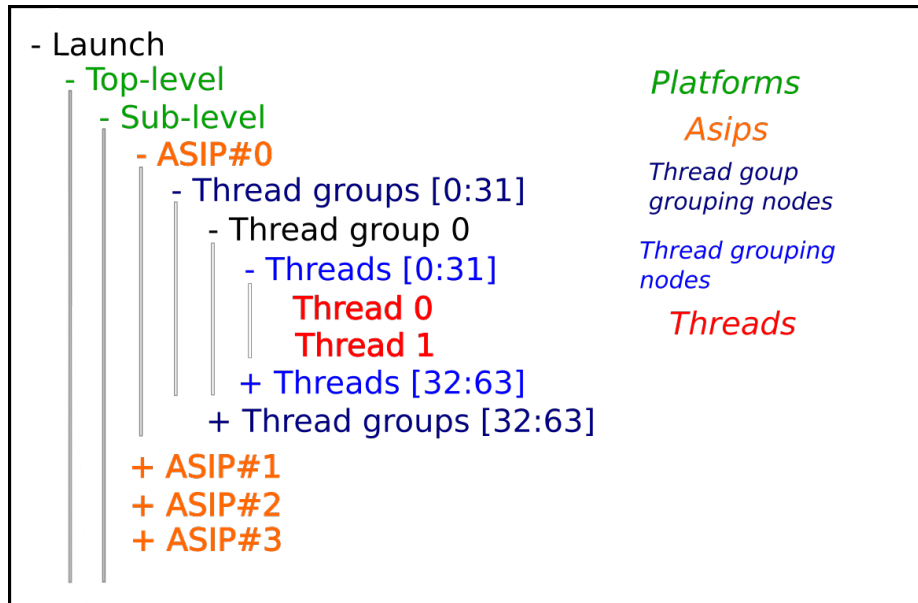 - Launch
- Top-level
- Sub-level
- ASIP#0
- Thread groups [0:31]
- Thread group 0
- Threads [0:31]
Thread 0
Thread 1
+ Threads [32:63]
+ Thread groups [32:63]
+ ASIP#1
+ ASIP#2
+ ASIP#3
Platforms
Asips
Thread goup
grouping nodes
Thread grouping
nodes
Threads